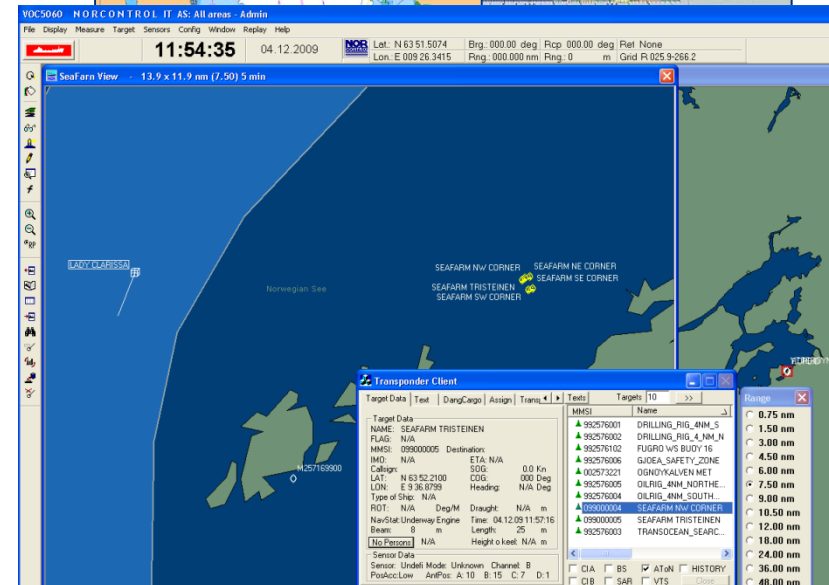 VOC5060 NORCONTROL IT AS: All areas - Admin
File Display Measure Target Sensors Config Window Replay Help
11:54:35 04.12.2009
NOR CONTROL
Lat.: N 63 51.5074 Brg.: 000.00 deg Rcp 000.00 deg Ret None
Lon.: E 009 26.3415 Rng.: 000.000 nm Rng.: 0 m Grid R 025.9-266.2
SeaFarn View - 13.9 x 11.9 nm (7.50) 5 min
LADY CLARISSA
Norwegian See
SEAFARM NW CORNER SEAFARM NE CORNER
SEAFARM SE CORNER
SEAFARM TRISTEINEN
SEAFARM SW CORNER
M257169900
Transponder Client
Target Data Text DangCargo Assign Trans
Target Data
NAME: SEAFARM TRISTEINEN
FLAG: N/A
MMSI: 099000005 Destination:
IMO: N/A ETA: N/A
Callsign: SOG: 0.0 Kn
LAT: N 63 52.2100 COG: 000 Deg
LON: E 9 36.8799 Heading: N/A Deg
Type of Ship: N/A
ROT: N/A Deg/M Draught: N/A m
NavStat: Underway Engine Time: 04.12.09 11:57:16
Beam: 8 m Length: 25 m
No Persons N/A Height o keel: N/A m
Sensor Data
Sensor: Undefi Mode: Unknown Channel: B
PosAcc:Low AntPos: A: 10 B: 15 C: 7 D: 1
Texts Targets 10 >>
MMSI Name
992576001 DRILLING_RIG_4NM_S
992576002 DRILLING_RIG_4_NM_N
992576102 FUGRO WS BUOY 16
992576006 GJOEA_SAFETY_ZONE
002573221 OGNOYKALVEN MET
992576005 OILRIG_4NM_NORTHE...
992576004 OILRIG_4NM_SOUTH...
099000004 SEAFARM NW CORNER
099000005 SEAFARM TRISTEINEN
992576003 TRANSOCEAN_SEARC...
CIA BS AToN HISTORY
CIB SAR VTS Close
Range
0.75 nm
1.50 nm
3.00 nm
4.50 nm
6.00 nm
7.50 nm
9.00 nm
10.50 nm
12.00 nm
18.00 nm
24.00 nm
36.00 nm
48.00 nm